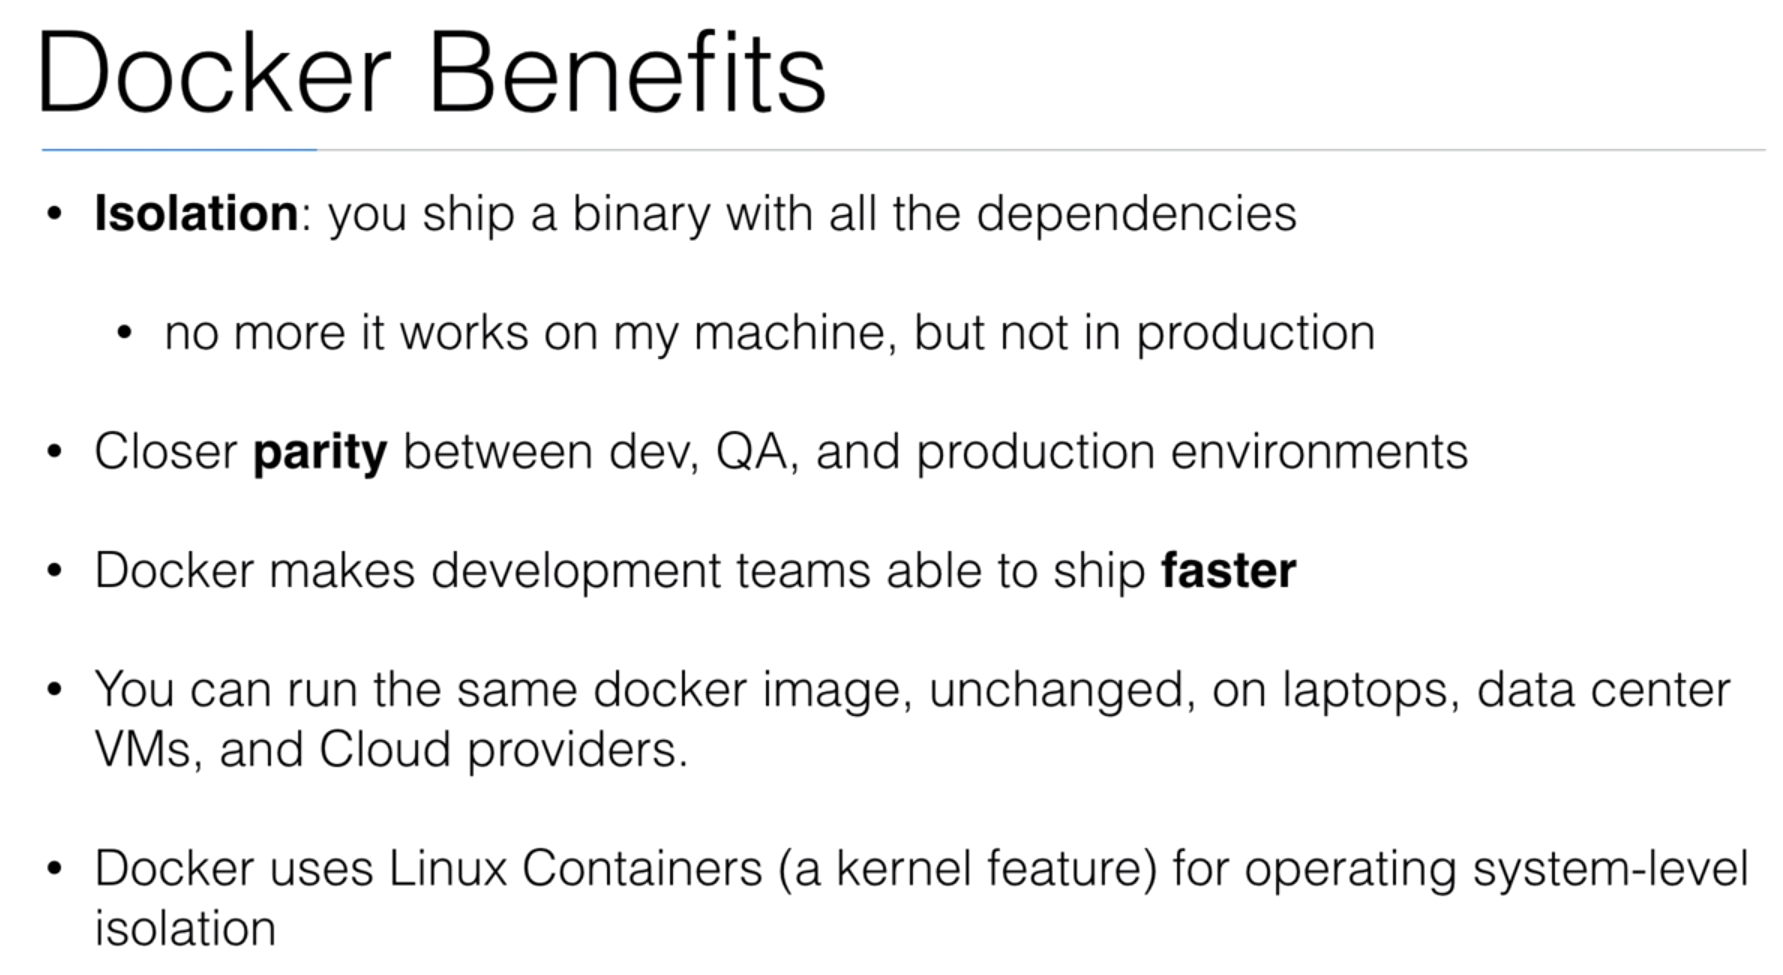 Docker Benefits
• Isolation: you ship a binary with all the dependencies
• no more it works on my machine, but not in production
• Closer parity between dev, QA, and production environments
• Docker makes development teams able to ship faster
• You can run the same docker image, unchanged, on laptops, data center
VMs, and Cloud providers.
• Docker uses Linux Containers (a kernel feature) for operating system-level
isolation